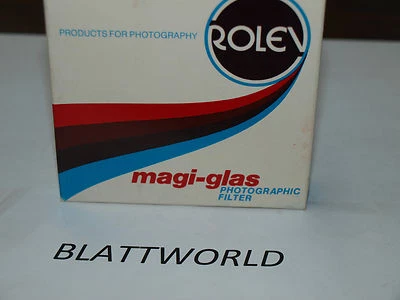 PRODUCTS FOR PHOTOGRAPHY
ROLEV
magi-glas
PHOTOGRAPHIC
FILTER
BLATTWORLD